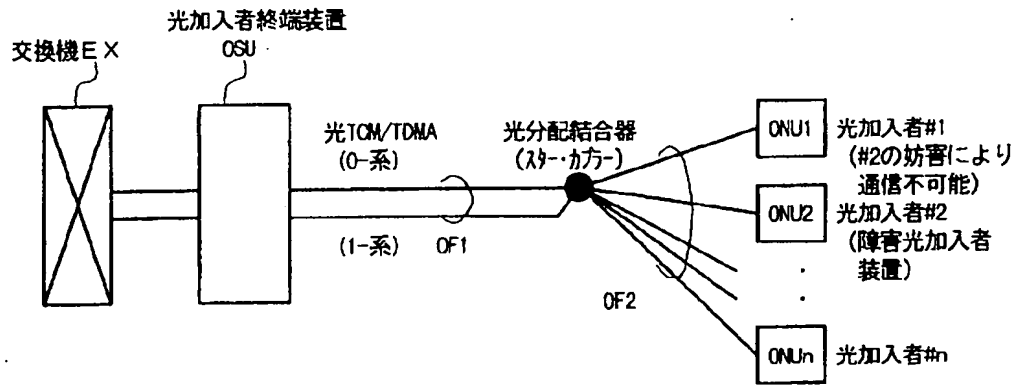 光加入者終端装置
OSU
交換機EX
光TCM/TDMA
(0-系)
(1-系)
OF1
光分配結合器
(スター・カプラー)
OF2
ONU1
光加入者#1
(#2の妨害により
通信不可能)
ONU2
光加入者#2
(障害光加入者
装置)
ONUn
光加入者#n